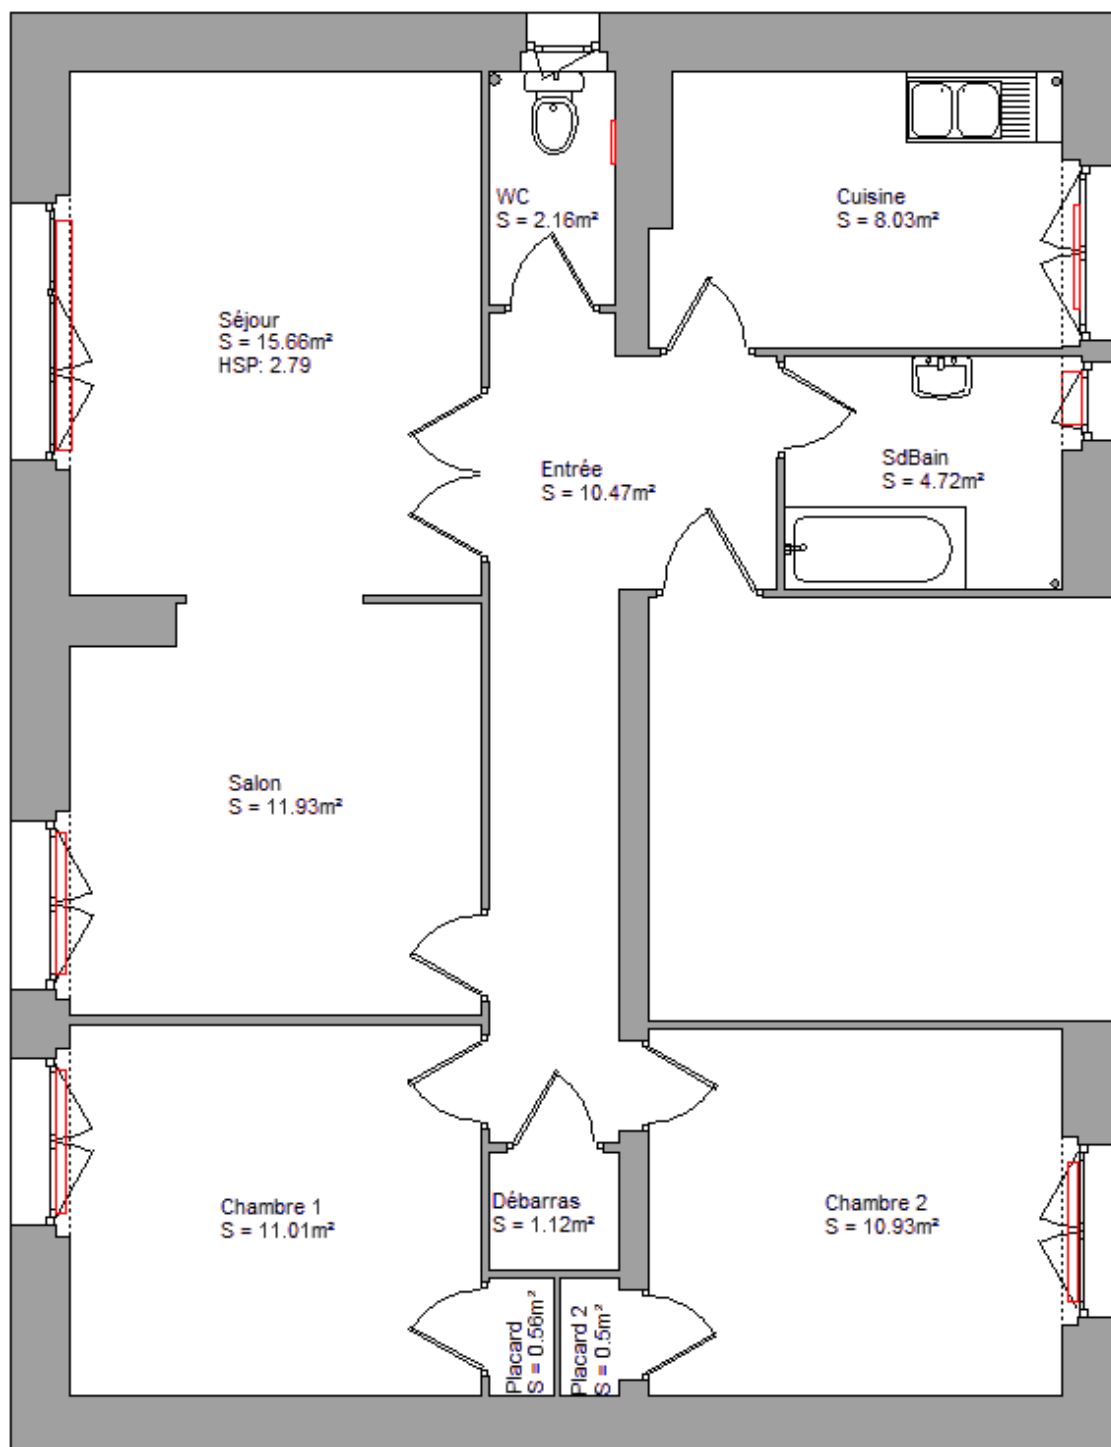 WC
S = 2.16m²
Cuisine
S = 8.03m²
Séjour
S = 15.66m²
HSP: 2.79
Entrée
S = 10.47m²
SdBain
S = 4.72m²
Salon
S = 11.93m²
Chambre 1
S = 11.01m²
Débarras
S = 1.12m²
Chambre 2
S = 10.93m²
Placard
S = 0.56m²
Placard 2
S = 0.5m²